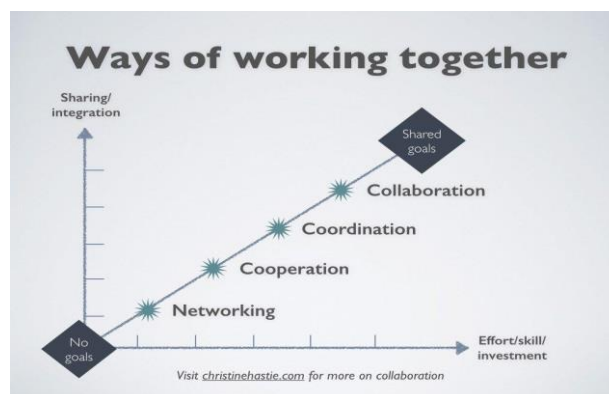 Ways of working together
Sharing/
integration
Shared
goals
Collaboration
Coordination
Cooperation
Networking
No
goals
Effort/skill/
investment
Visit christinehastie.com for more on collaboration